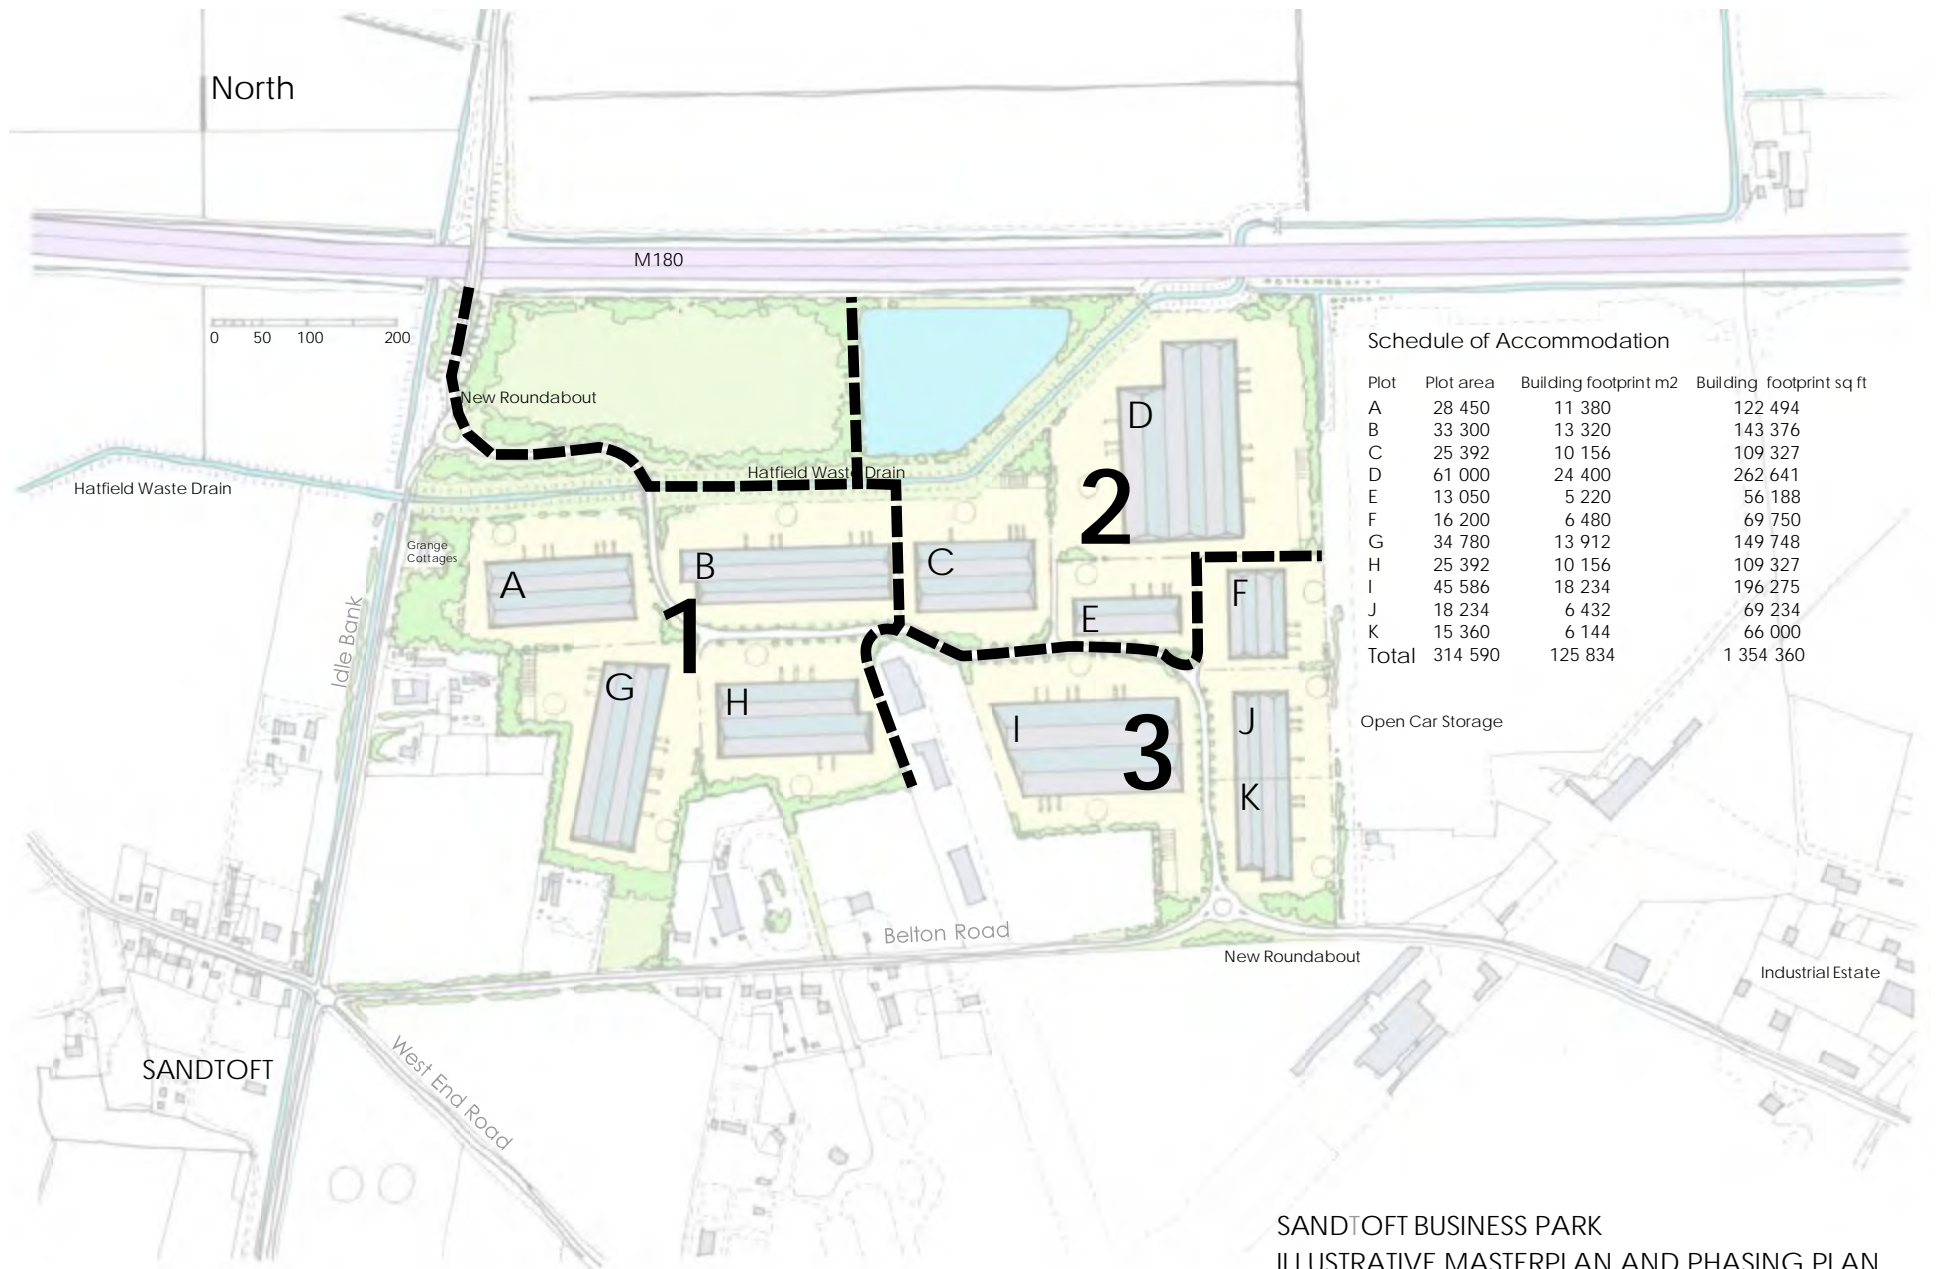 North
M180
0 50 100 200
New Roundabout
Hatfield Waste Drain
Hatfield Waste Drain
Grange
Cottages
Idle Bank
A
B
C
D
E
F
G
H
I
J
K
1
2
3
Schedule of Accommodation
Plot Plot area Building footprint m2 Building footprint sq ft
A 28 450 11 380 122 494
B 33 300 13 320 143 376
C 25 392 10 156 109 327
D 61 000 24 400 262 641
E 13 050 5 220 56 188
F 16 200 6 480 69 750
G 34 780 13 912 149 748
H 25 392 10 156 109 327
I 45 586 18 234 196 275
J 18 234 6 432 69 234
K 15 360 6 144 66 000
Total 314 590 125 834 1 354 360
Open Car Storage
Belton Road
New Roundabout
Industrial Estate
SANDTOFT
West End Road
SANDTOFT BUSINESS PARK
ILLUSTRATIVE MASTERPLAN AND PHASING PLAN